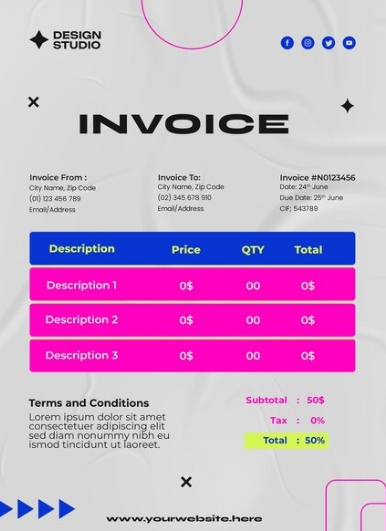 DESIGN
STUDIO
INVOICE
Invoice From :
City Name, Zip Code
(01) 123 456 789
Email/Address
Invoice To:
City Name, Zip Code
(02) 345 678 910
Email/Address
Invoice #N0123456
Date: 24th June
Due Date: 25th June
CIF; 543789
Description Price QTY Total
Description 1 0$ 00 0$
Description 2 0$ 00 0$
Description 3 0$ 00 0$
Terms and Conditions
Lorem ipsum dolor sit amet
consectetuer adipiscing elit
sed diam nonummy nibh eu
ismod tincidunt ut laoreet.
Subtotal : 50$
Tax : 0%
Total : 50%
www.yourwebsite.here